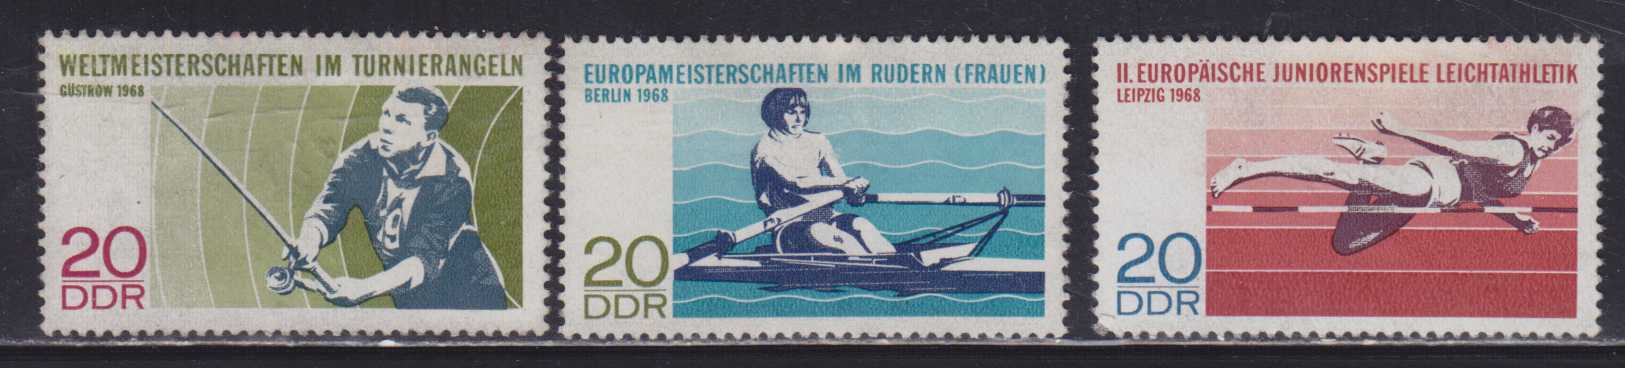 WELTMEISTERSCHAFTEN IM TURNIERANGELN
GÜSTROW 1968
20
DDR
EUROPAMEISTERSCHAFTEN IM RUDERN (FRAUEN)
BERLIN 1968
20
DDR
II. EUROPÄISCHE JUNIORENSPIELE LEICHTATHLETIK
LEIPZIG 1968
20
DDR